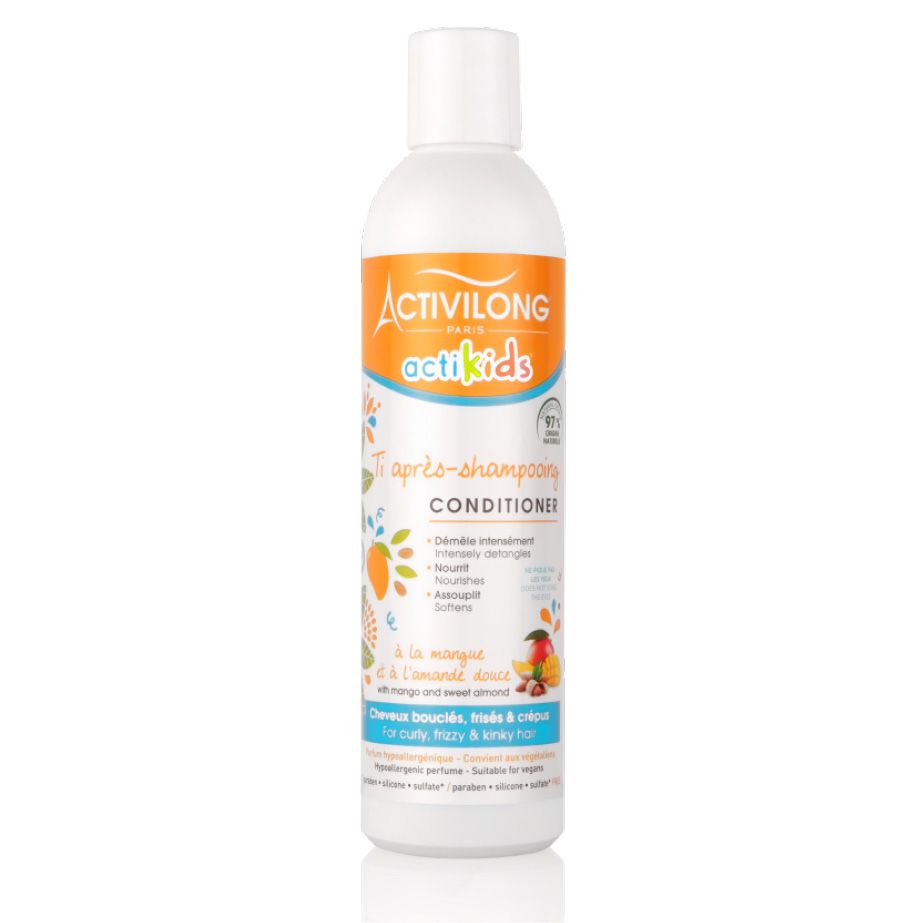 ACTIVILONG
PARIS
actikids
97 %
ORIGINE
NATURELLE
Ti après-shampooing
CONDITIONER
• Démêle intensément
Intensely detangles
• Nourrit
Nourishes
• Assouplit
Softens
NE PIQUE PAS
LES YEUX
DOES NOT STING
THE EYES
à la mangue
et à l'amande douce
with mango and sweet almond
Cheveux bouclés, frisés & crépus
For curly, frizzy & kinky hair
Parfum hypoallergénique - Convient aux végétaliens
Hypoallergenic perfume - Suitable for vegans
• silicone • sulfate* / paraben • silicone • sulfate* FREE